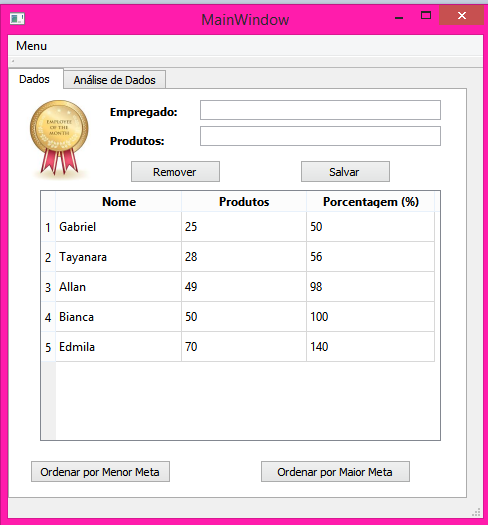 MainWindow
Menu
Dados Análise de Dados
EMPLOYEE
OF THE
MONTH
Empregado:
Produtos:
Remover Salvar
Nome Produtos Porcentagem (%)
1 Gabriel 25 50
2 Tayanara 28 56
3 Allan 49 98
4 Bianca 50 100
5 Edmila 70 140
Ordenar por Menor Meta Ordenar por Maior Meta